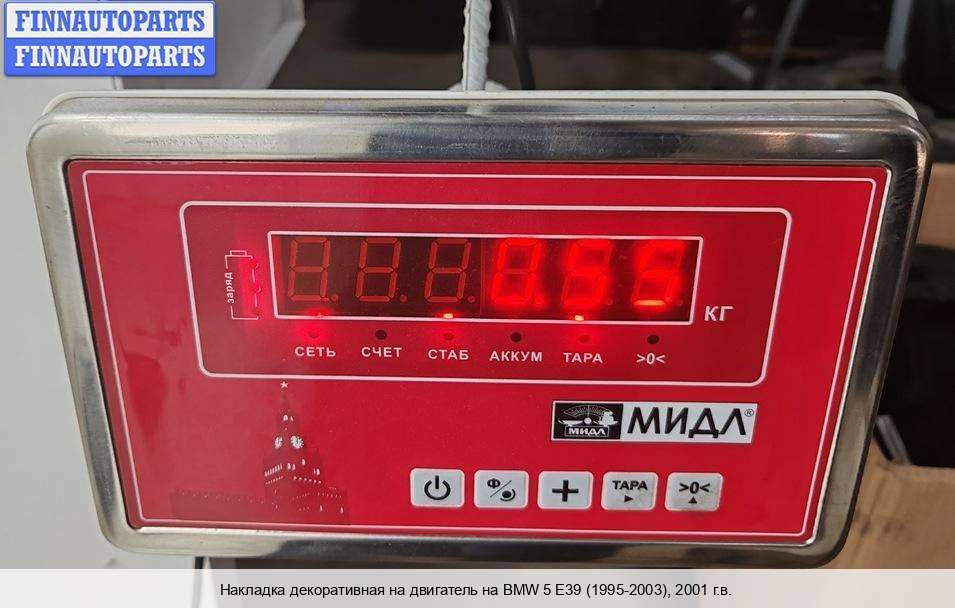 FINNAUTOPARTS
FINNAUTOPARTS
заряд
КГ
СЕТЬ СЧЕТ СТАБ АККУМ ТАРА >0<
МИДЛ МИДЛ®
Ф ТАРА >0<
Накладка декоративная на двигатель на BMW 5 E39 (1995-2003), 2001 г.в.